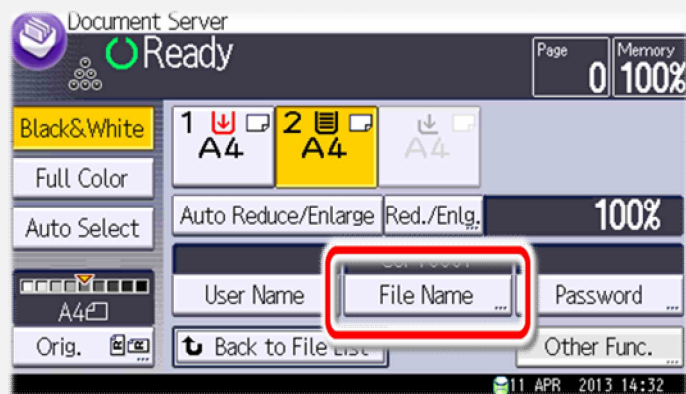 Document Server
Ready
Page
0
Memory
100%
Black&White
Full Color
Auto Select
1
A4
2
A4
A4
Auto Reduce/Enlarge
Red./Enlg.
100%
User Name
File Name
Password
A4
Orig.
Back to File List
Other Func.
11 APR 2013 14:32